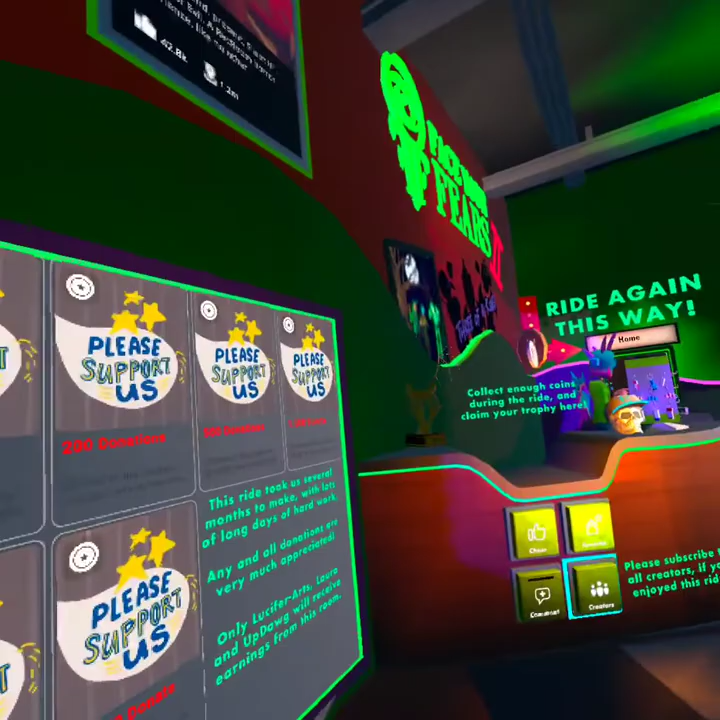 42.8k
1.2m
FACE YOUR
FEARS
RIDE AGAIN
THIS WAY!
Home
Collect enough coins
during the ride, and
claim your trophy here!
PLEASE
SUPPORT
US
200 Donations
PLEASE
SUPPORT
US
PLEASE
SUPPORT
US
This ride took us several
months to make, with lots
of long days of hard work.
Any and all donations are
very much appreciated!
Only Lucifer-Arts, Laura
and UpDawg will receive
earnings from this room.
PLEASE
SUPPORT
US
Donate
Cheer
Comment
Creators
Please subscribe
all creators, if
enjoyed this